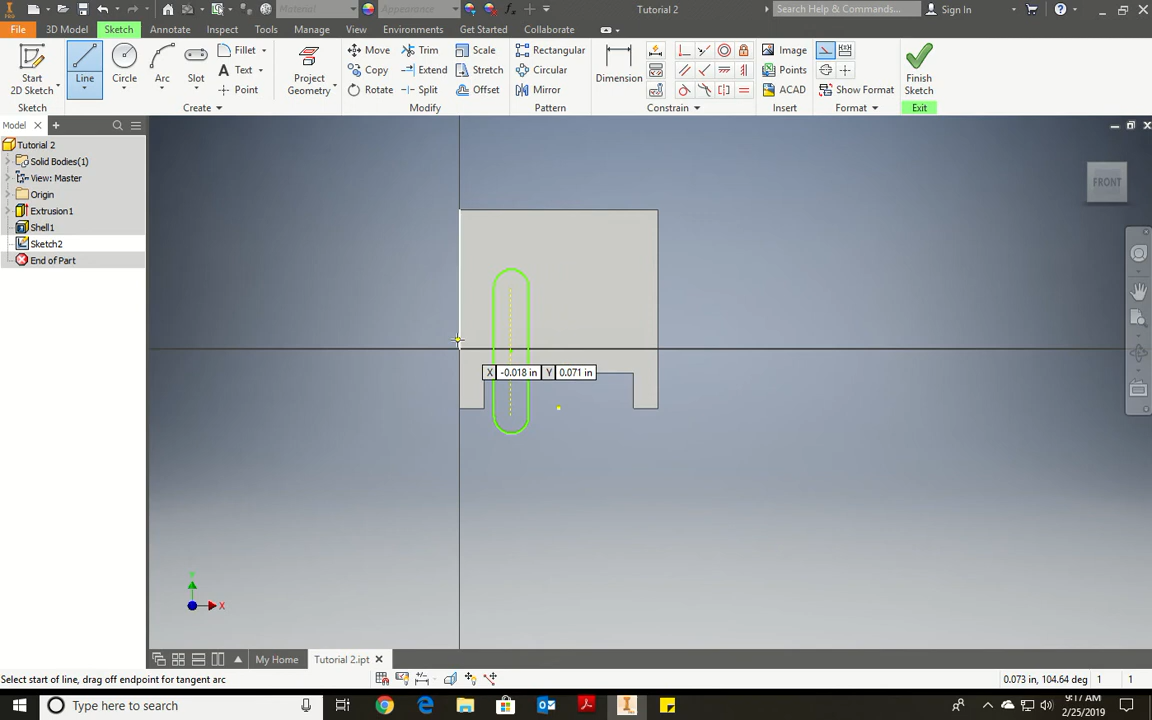 Material
Appearance
Tutorial 2
Search Help & Commands...
Sign In
File
3D Model
Sketch
Annotate
Inspect
Tools
Manage
View
Environments
Get Started
Collaborate
Start
2D Sketch
Line
Circle
Arc
Slot
Fillet
Text
Point
Project
Geometry
Move
Copy
Rotate
Trim
Extend
Split
Scale
Stretch
Offset
Rectangular
Circular
Mirror
Dimension
Image
Points
ACAD
Show Format
Finish
Sketch
Sketch
Create
Modify
Pattern
Constrain
Insert
Format
Exit
Model
Tutorial 2
Solid Bodies(1)
View: Master
Origin
Extrusion1
Shell1
Sketch2
End of Part
FRONT
X -0.018 in Y 0.071 in
Y
X
My Home
Tutorial 2.ipt
Select start of line, drag off endpoint for tangent arc
0.073 in, 104.64 deg 1 1
Type here to search
9:17 AM
2/25/2019